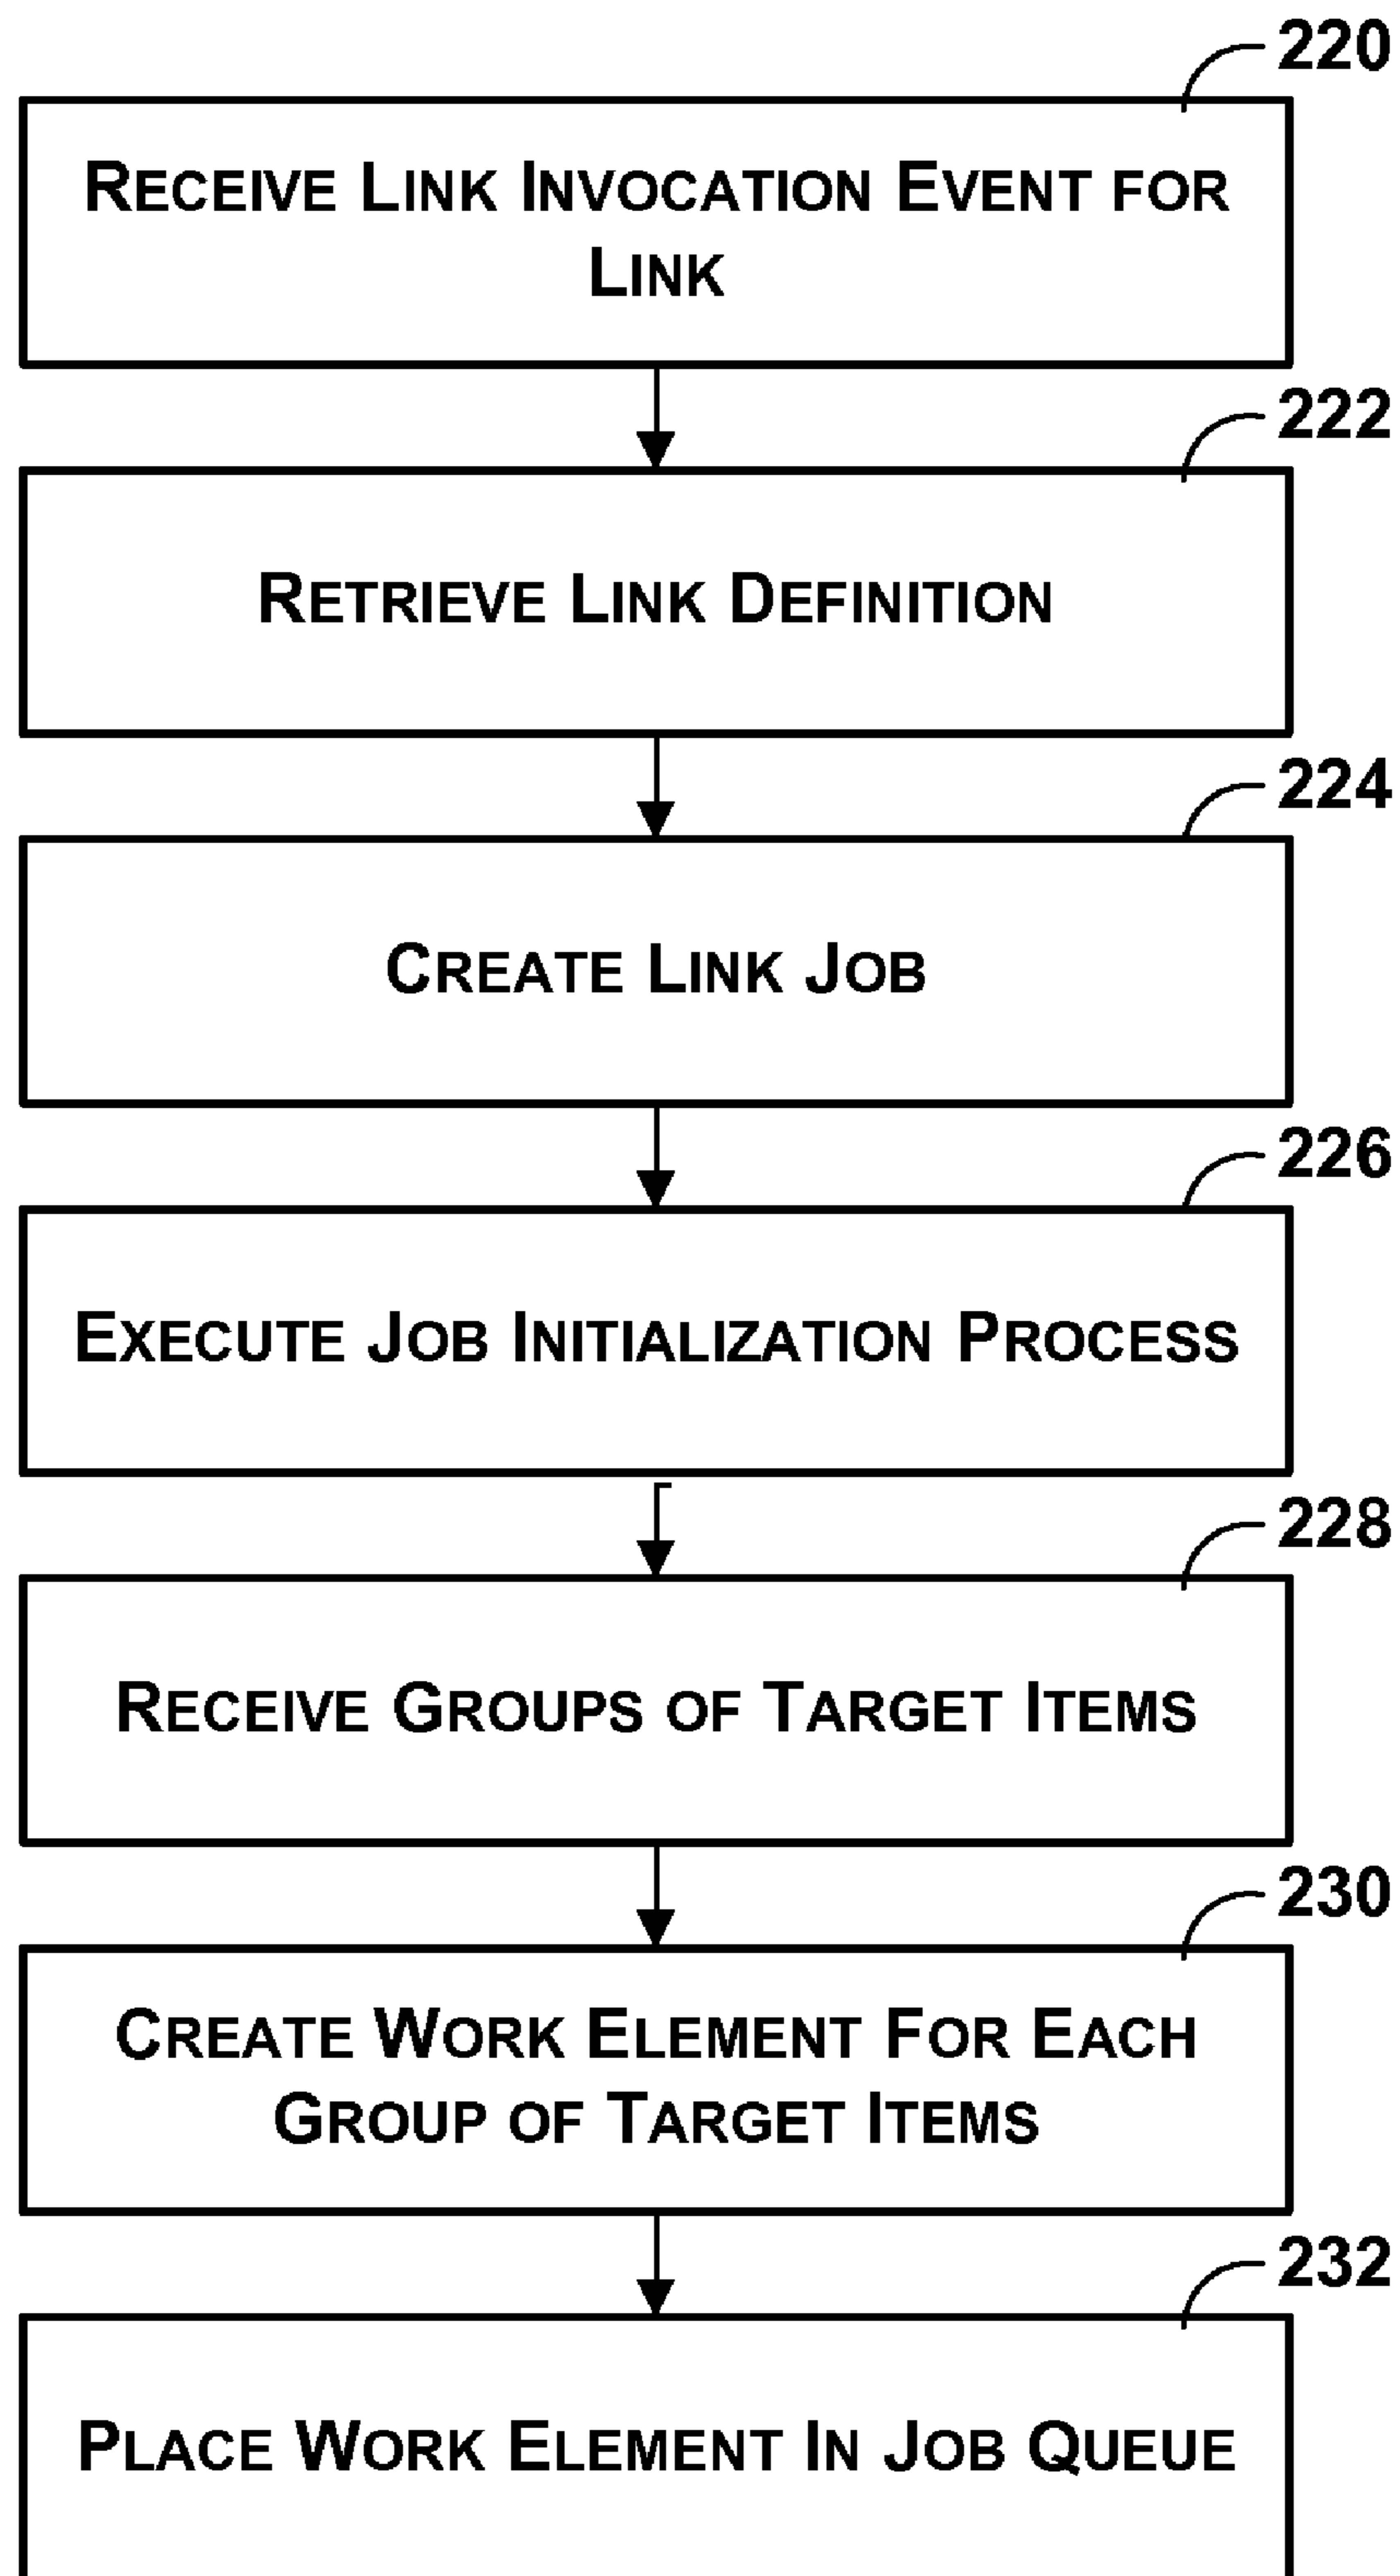 220
RECEIVE LINK INVOCATION EVENT FOR
LINK
222
RETRIEVE LINK DEFINITION
224
CREATE LINK JOB
226
EXECUTE JOB INITIALIZATION PROCESS
228
RECEIVE GROUPS OF TARGET ITEMS
230
CREATE WORK ELEMENT FOR EACH
GROUP OF TARGET ITEMS
232
PLACE WORK ELEMENT IN JOB QUEUE